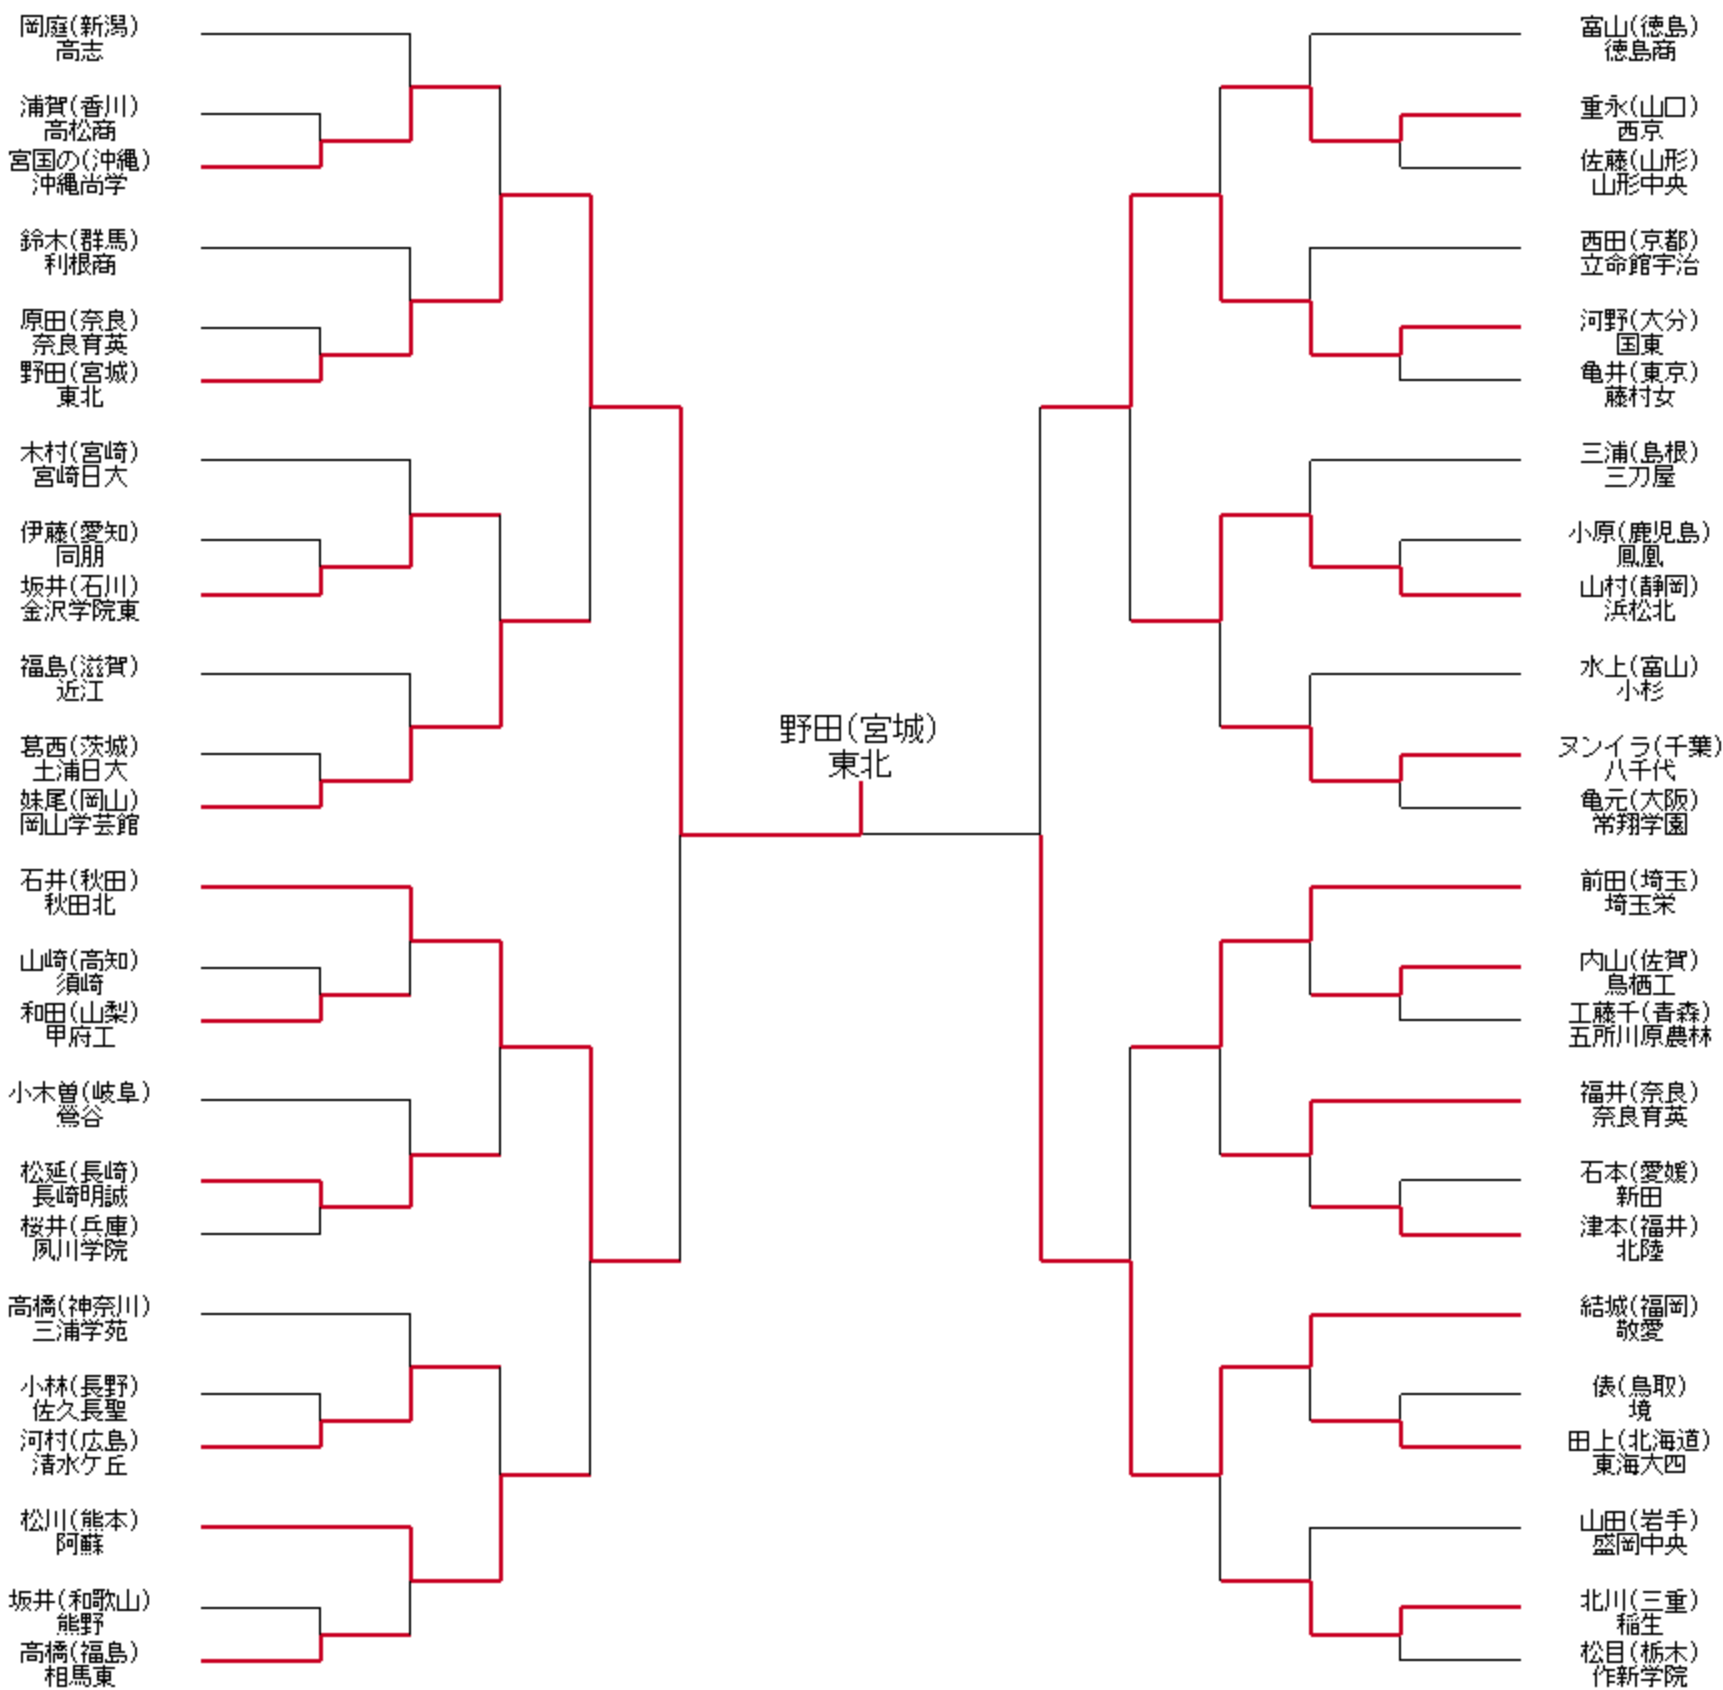 岡庭(新潟)
高志
浦賀(香川)
高松商
宮国の(沖縄)
沖縄尚学
鈴木(群馬)
利根商
原田(奈良)
奈良育英
野田(宮城)
東北
木村(宮崎)
宮崎日大
伊藤(愛知)
同朋
坂井(石川)
金沢学院東
福島(滋賀)
近江
葛西(茨城)
土浦日大
妹尾(岡山)
岡山学芸館
石井(秋田)
秋田北
山崎(高知)
須崎
和田(山梨)
甲府工
小木曽(岐阜)
鶯谷
松延(長崎)
長崎明誠
桜井(兵庫)
夙川学院
高橋(神奈川)
三浦学苑
小林(長野)
佐久長聖
河村(広島)
清水ケ丘
松川(熊本)
阿蘇
坂井(和歌山)
熊野
高橋(福島)
相馬東
野田(宮城)
東北
富山(徳島)
徳島商
重永(山口)
西京
佐藤(山形)
山形中央
西田(京都)
立命館宇治
河野(大分)
国東
亀井(東京)
藤村女
三浦(島根)
三刀屋
小原(鹿児島)
鳳凰
山村(静岡)
浜松北
水上(富山)
小杉
ヌンイラ(千葉)
八千代
亀元(大阪)
常翔学園
前田(埼玉)
埼玉栄
内山(佐賀)
鳥栖工
工藤千(青森)
五所川原農林
福井(奈良)
奈良育英
石本(愛媛)
新田
津本(福井)
北陸
結城(福岡)
敬愛
俵(鳥取)
境
田上(北海道)
東海大四
山田(岩手)
盛岡中央
北川(三重)
稲生
松目(栃木)
作新学院